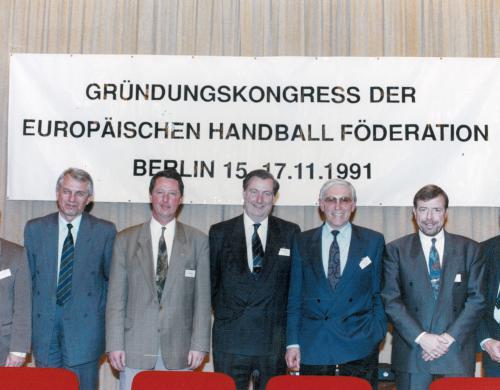 GRÜNDUNGSKONGRESS DER
EUROPÄISCHEN HANDBALL FÖDERATION
BERLIN 15.-17.11.1991